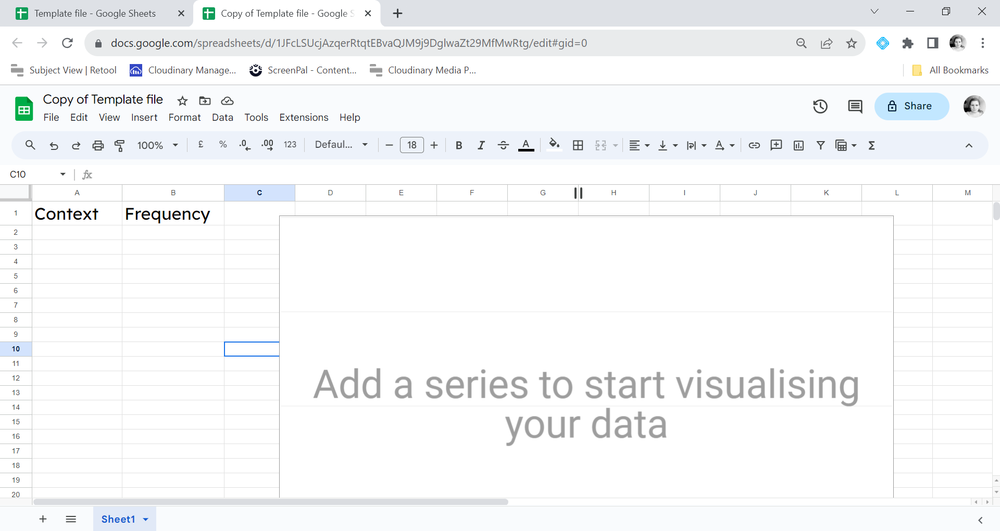 Template file - Google Sheets
Copy of Template file - Google S
docs.google.com/spreadsheets/d/1JFcLSUcjAzqerRtqtEBvaQJM9j9DglwaZt29MfMwRtg/edit#gid=0
Subject View | Retool
Cloudinary Manage...
ScreenPal - Content...
Cloudinary Media P...
All Bookmarks
Copy of Template file
File Edit View Insert Format Data Tools Extensions Help
Share
100% £ % .0 .00 123 Defaul... 18 B I S A
C10 fx
A B C D E F G H I J K L M
1 Context Frequency
2
3
4
5
6
7
8
9
10
11
12
13
14
15
16
17
18
19
20
Add a series to start visualising
your data
Sheet1